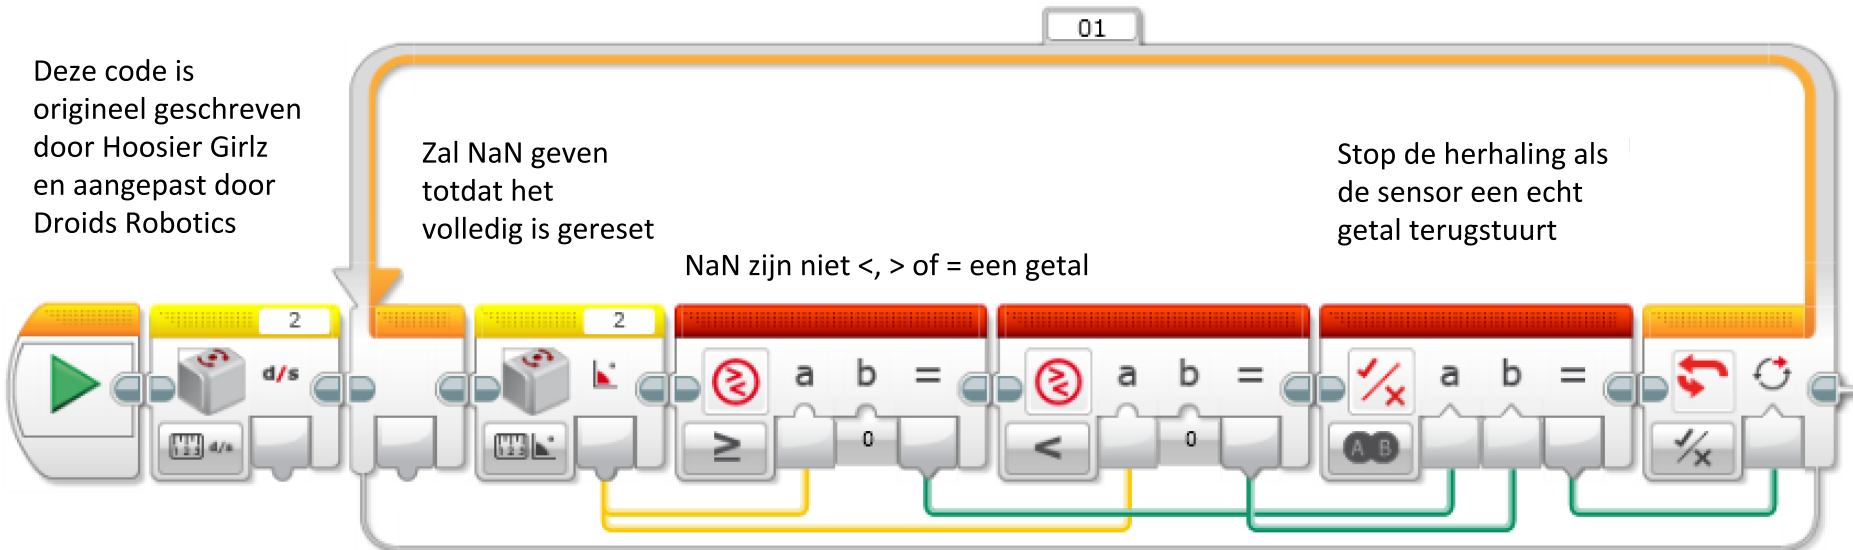 01
Deze code is
origineel geschreven
door Hoosier Girlz
en aangepast door
Droids Robotics
Zal NaN geven
totdat het
volledig is gereset
NaN zijn niet <, > of = een getal
Stop de herhaling als
de sensor een echt
getal terugstuurt
2
d/s
d/s
2
a b =
≥ 0
a b =
< 0
a b =
A B